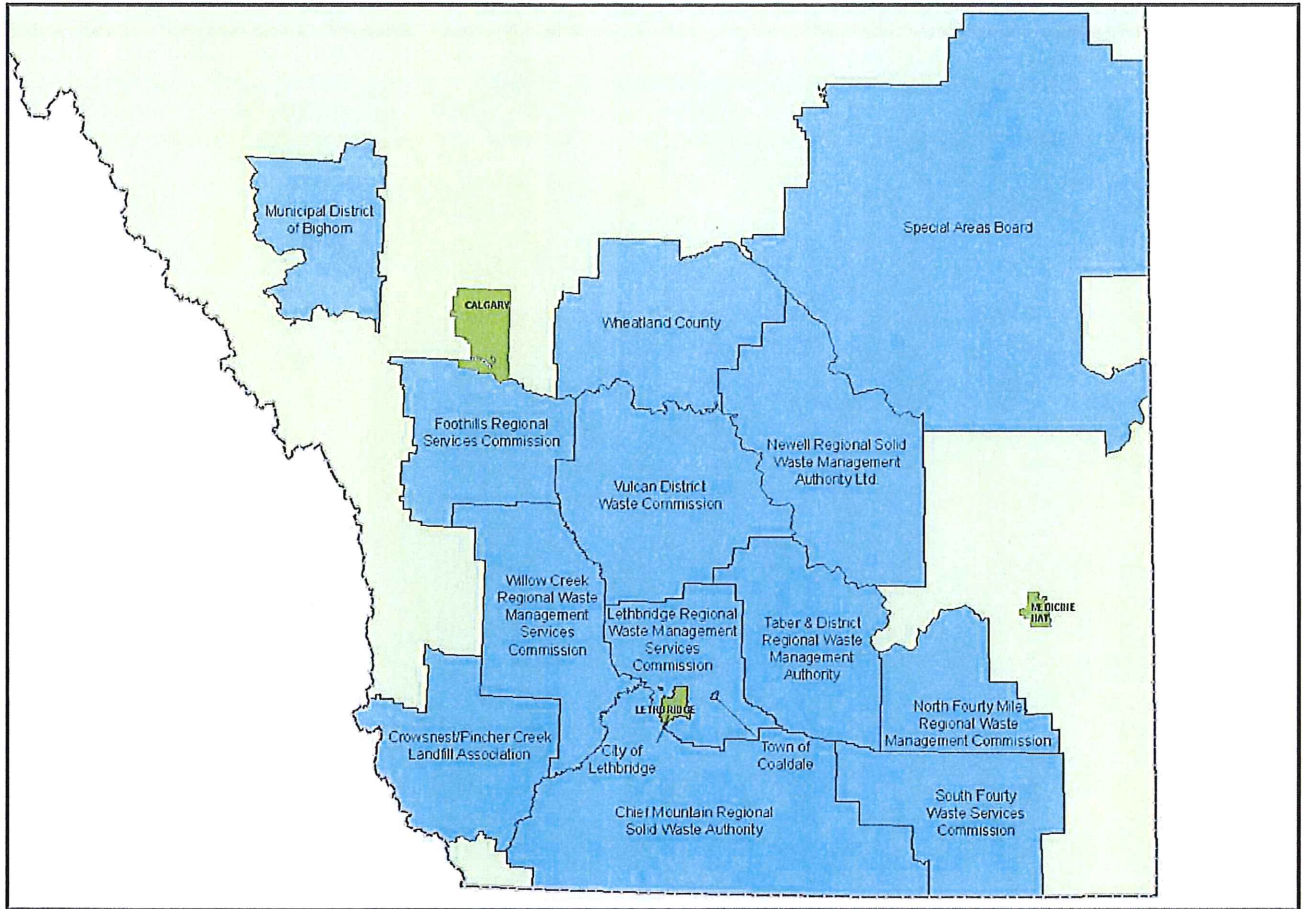 Municipal District
of Bighorn
Special Areas Board
CALGARY
Wheatland County
Foothills Regional
Services Commission
Newell Regional Solid
Waste Management
Authority Ltd.
Vulcan District
Waste Commission
Willow Creek
Regional Waste
Management
Services
Commission
Lethbridge Regional
Waste Management
Services
Commission
Taber & District
Regional Waste
Management
Authority
MEDICINE
HAT
LETHBRIDGE
North Fourty Mile
Regional Waste
Management Commission
Crowsnest/Pincher Creek
Landfill Association
City of
Lethbridge
Town of
Coaldale
Chief Mountain Regional
Solid Waste Authority
South Fourty
Waste Services
Commission